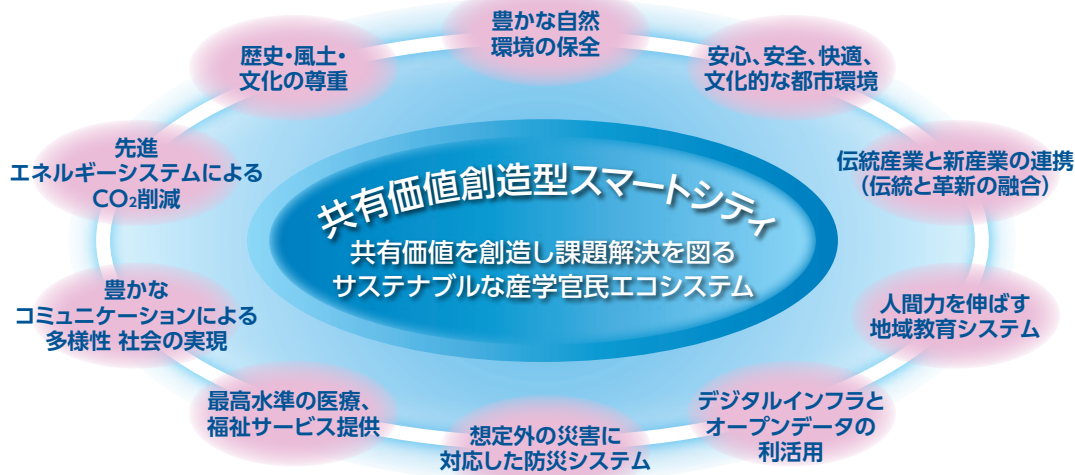 豊かな自然
環境の保全
安心、安全、快適、
文化的な都市環境
伝統産業と新産業の連携
（伝統と革新の融合）
人間力を伸ばす
地域教育システム
デジタルインフラと
オープンデータの
利活用
想定外の災害に
対応した防災システム
最高水準の医療、
福祉サービス提供
豊かな
コミュニケーションによる
多様性 社会の実現
先進
エネルギーシステムによる
CO₂削減
歴史・風土・
文化の尊重
共有価値創造型スマートシティ
共有価値を創造し課題解決を図る
サステナブルな産学官民エコシステム